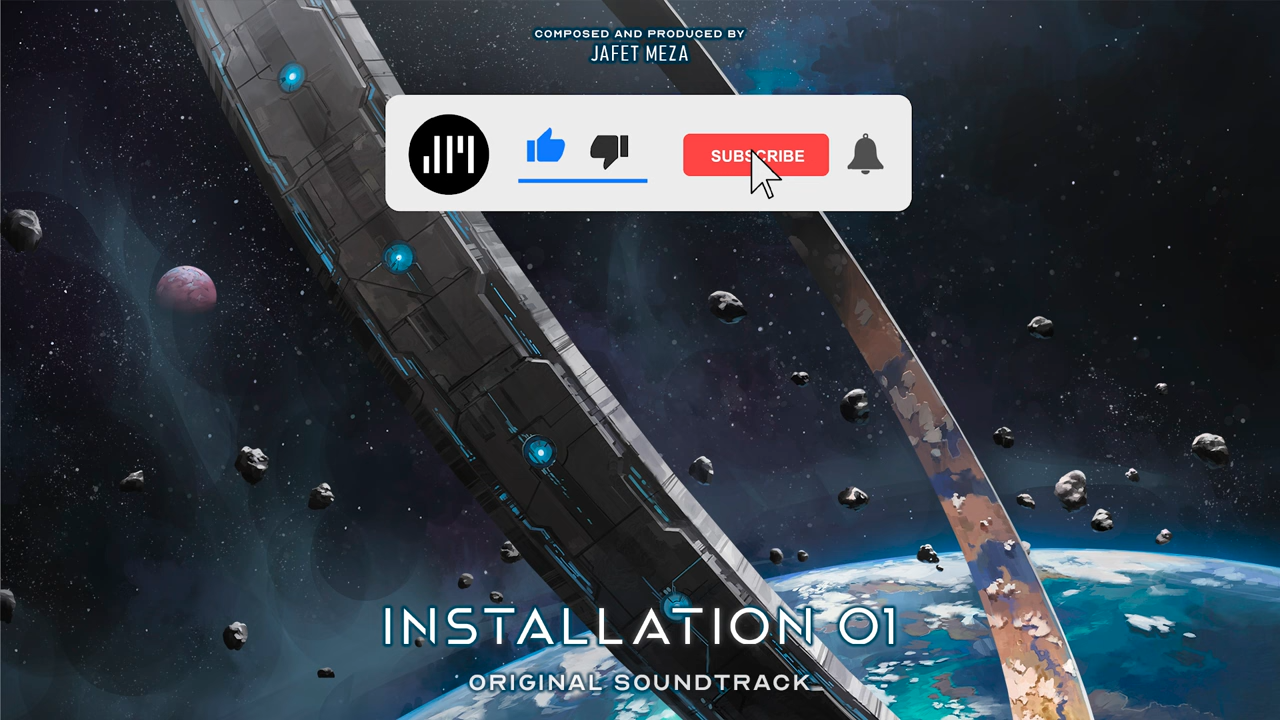 COMPOSED AND PRODUCED BY
JAFET MEZA
SUBSCRIBE
INSTALLATION 01
ORIGINAL SOUNDTRACK